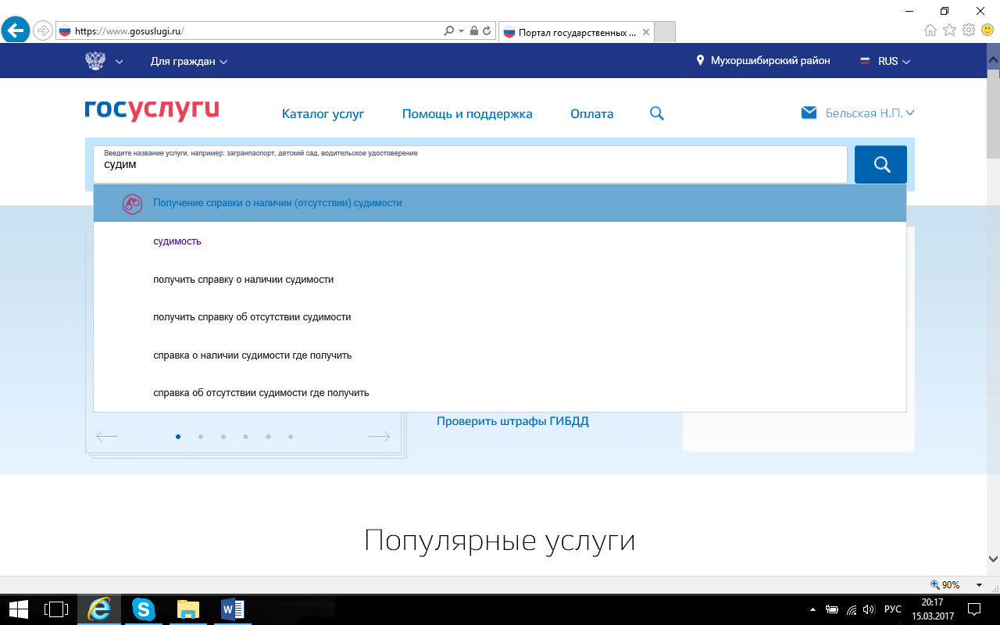 https://www.gosuslugi.ru/
Портал государственных ...
Для граждан
Мухоршибирский район
RUS
госуслуги
Каталог услуг
Помощь и поддержка
Оплата
Бельская Н.П.
Введите название услуги, например: загранпаспорт, детский сад, водительское удостоверение
судим
Получение справки о наличии (отсутствии) судимости
судимость
получить справку о наличии судимости
получить справку об отсутствии судимости
справка о наличии судимости где получить
справка об отсутствии судимости где получить
Проверить штрафы ГИБДД
Популярные услуги
90%
РУС
20:17
15.03.2017